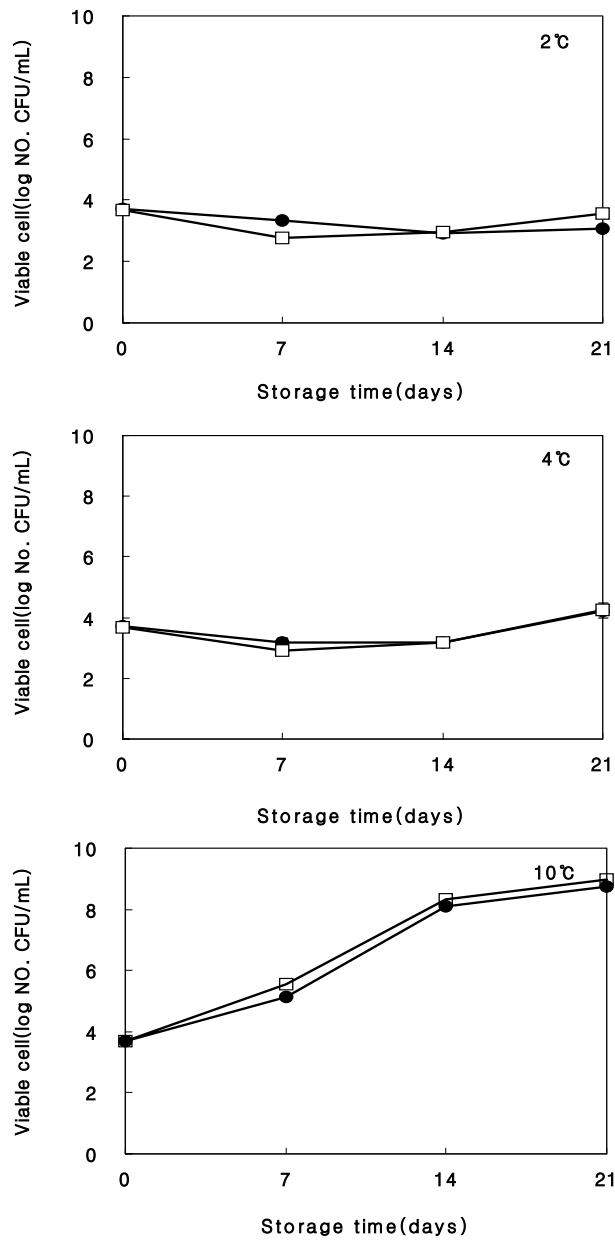 10
2℃
8
6
4
2
0
0 7 14 21
Viable cell(log NO. CFU/mL)
Storage time(days)
10
4℃
8
6
4
2
0
0 7 14 21
Viable cell(log No. CFU/mL)
Storage time(days)
10
10℃
8
6
4
2
0
0 7 14 21
Viable cell(log NO. CFU/mL)
Storage time(days)